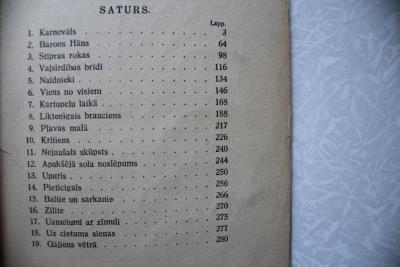 SATURS.
Lapp.
1. Karnevāls 3
2. Barons Hāns 64
3. Stipras rokas 98
4. Vaļsirdības brīdī 116
5. Naidnieki 134
6. Viens no visiem 146
7. Kartupeļu laikā 168
8. Liktenīgais brauciens 188
9. Pļavas malā 217
10. Kritiens 226
11. Nejaušais skūpsts 240
12. Apakšējā sola noslēpums 244
13. Upuris 250
14. Pieticīgais 256
15. Baltie un sarkanie 266
16. Zīlīte 270
17. Uzmetumi ar zīmuli 275
18. Uz cietuma sienas 277
19. Gājiens vētrā 280